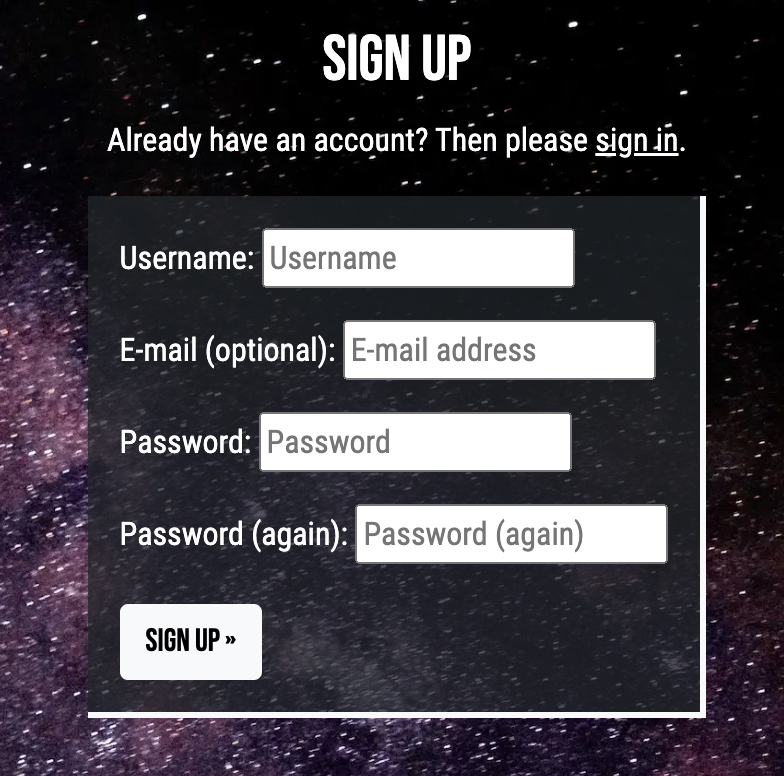 SIGN UP
Already have an account? Then please sign in.
Username: Username
E-mail (optional): E-mail address
Password: Password
Password (again): Password (again)
SIGN UP »